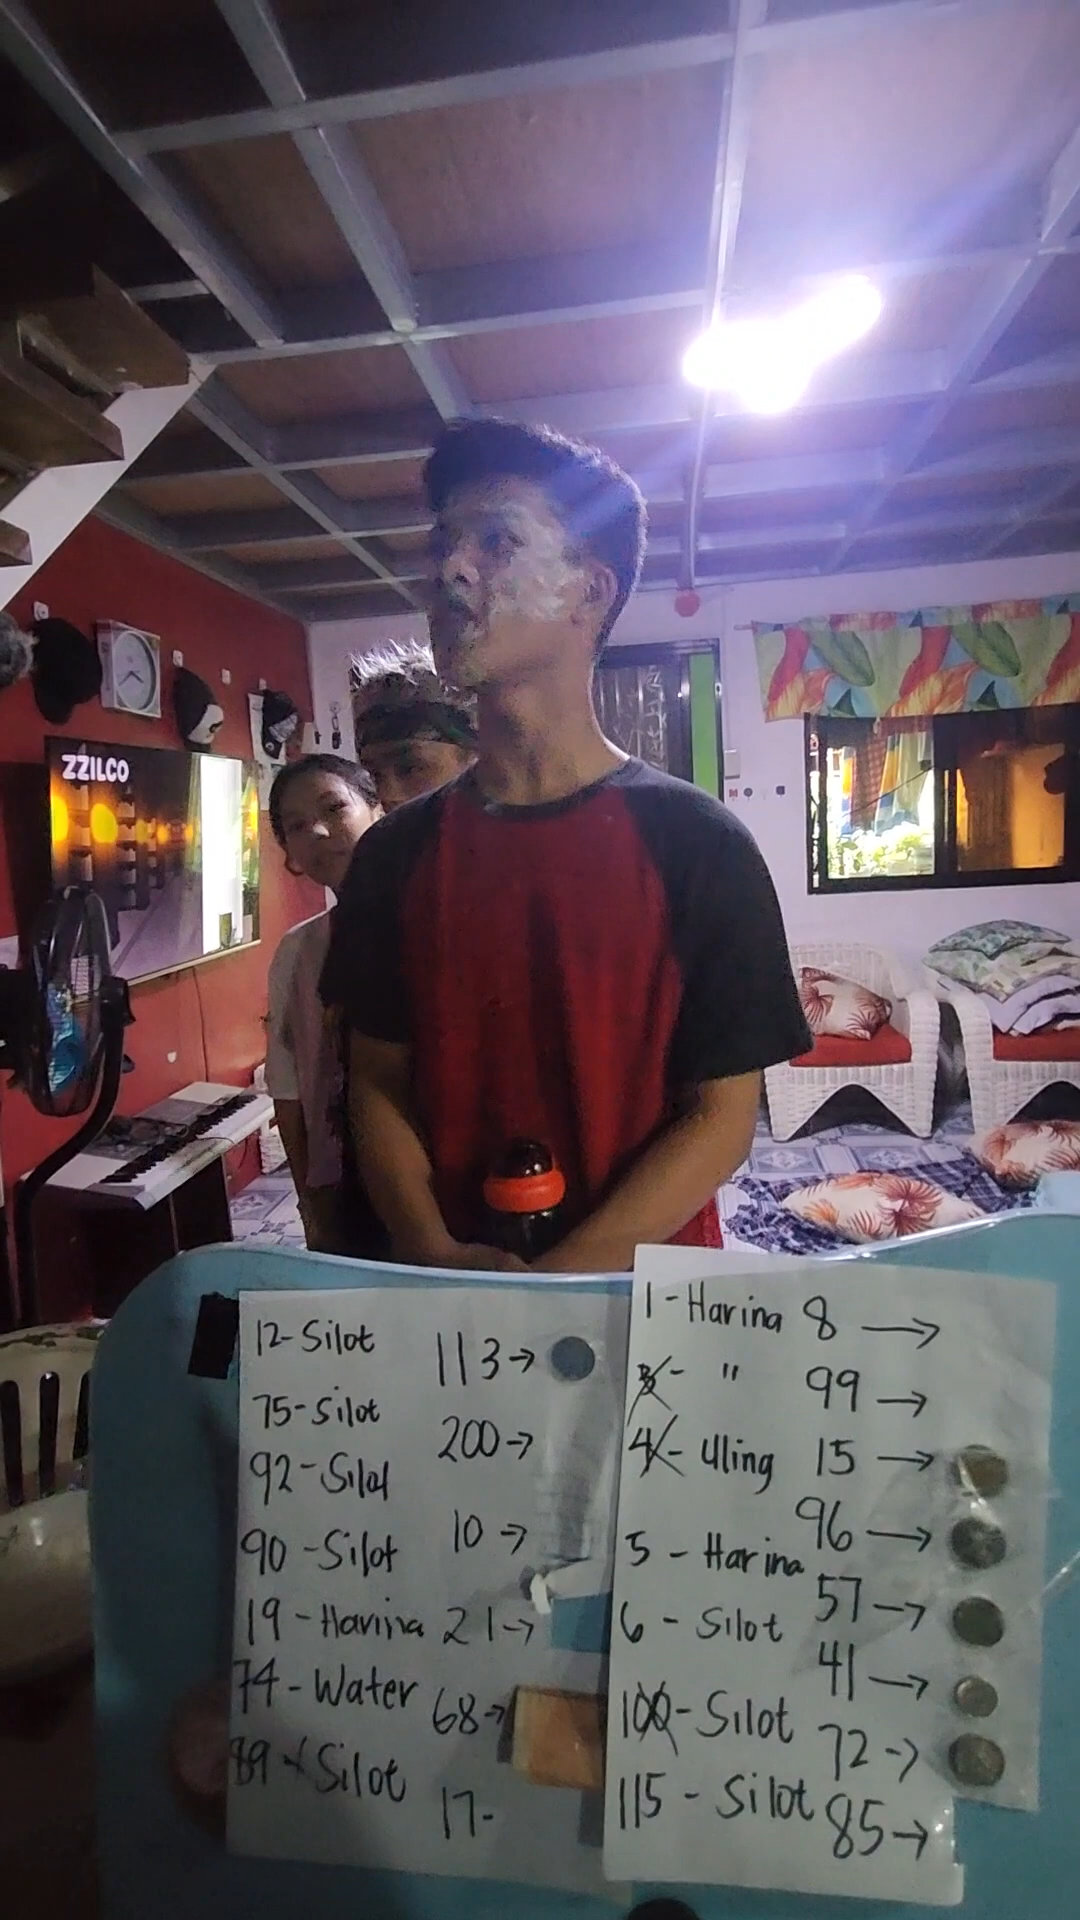 ZZILCO
12-Silot 113→
75-Silot
200→
92-Silot
10→
90-Silot
19-Harina 21→
74-Water 68→
89-Silot
17-
1-Harina 8→
3- " 99→
4-Uling 15→
96→
5-Harina
57→
6-Silot
41→
100-Silot
72→
115-Silot 85→